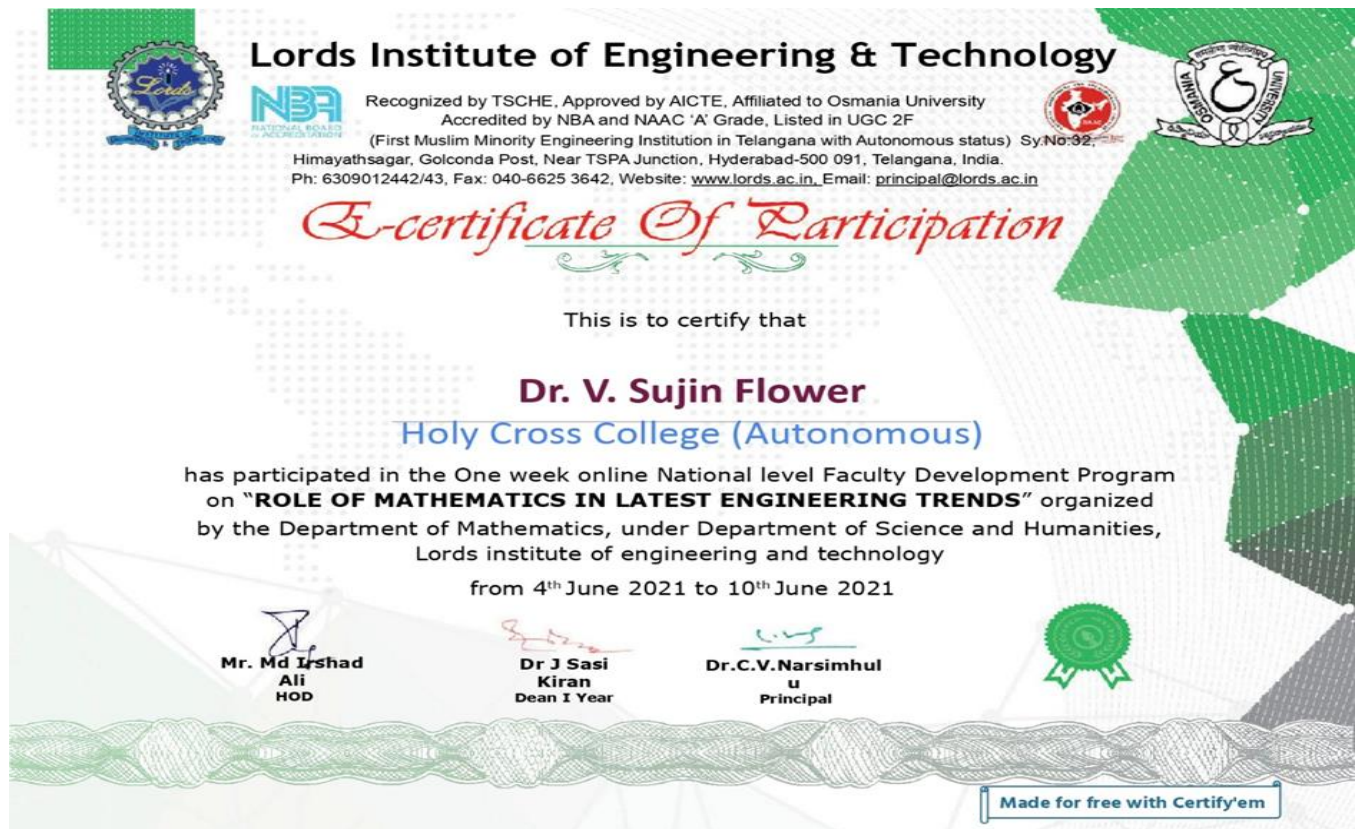 Lords Institute of Engineering & Technology
Lords
NBA
NATIONAL BOARD
of ACCREDITATION
Recognized by TSCHE, Approved by AICTE, Affiliated to Osmania University
Accredited by NBA and NAAC ‘A’ Grade, Listed in UGC 2F
(First Muslim Minority Engineering Institution in Telangana with Autonomous status) Sy.No:32,
Himayathsagar, Golconda Post, Near TSPA Junction, Hyderabad-500 091, Telangana, India.
Ph: 6309012442/43, Fax: 040-6625 3642, Website: www.lords.ac.in, Email: principal@lords.ac.in
OSMANIA UNIVERSITY
E-certificate Of Participation
This is to certify that
Dr. V. Sujin Flower
Holy Cross College (Autonomous)
has participated in the One week online National level Faculty Development Program
on “ROLE OF MATHEMATICS IN LATEST ENGINEERING TRENDS” organized
by the Department of Mathematics, under Department of Science and Humanities,
Lords institute of engineering and technology
from 4th June 2021 to 10th June 2021
Mr. Md Irshad
Ali
HOD
Dr J Sasi
Kiran
Dean I Year
Dr.C.V.Narsimhul
u
Principal
Made for free with Certify'em